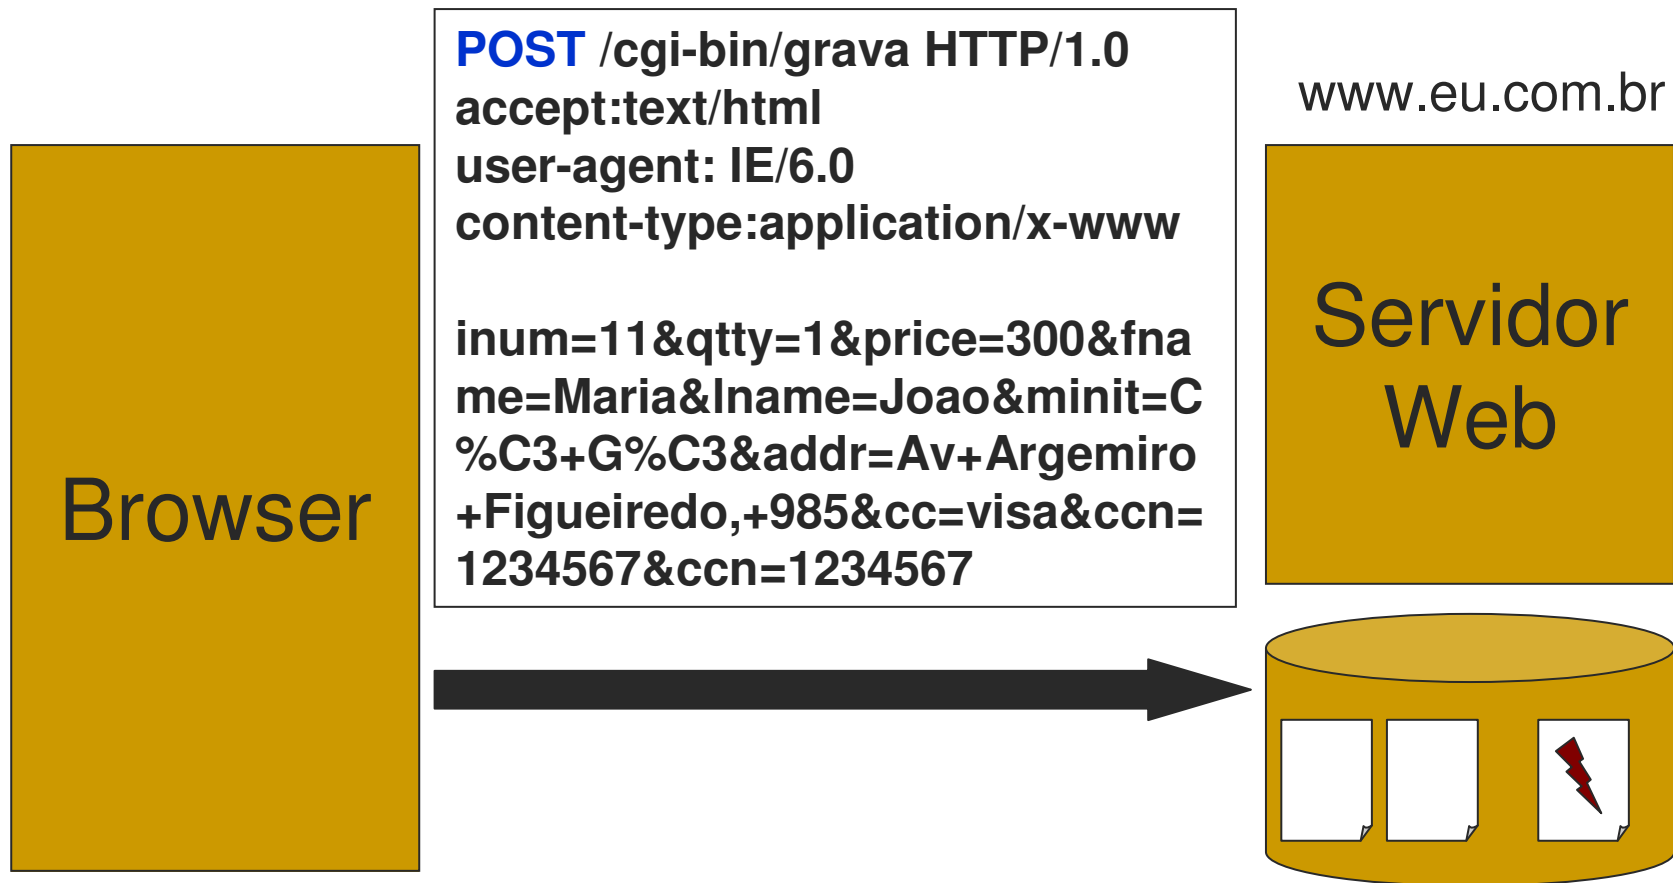 POST /cgi-bin/grava HTTP/1.0
accept:text/html
user-agent: IE/6.0
content-type:application/x-www
inum=11&qtty=1&price=300&fna
me=Maria&lname=Joao&minit=C
%C3+G%C3&addr=Av+Argemiro
+Figueiredo,+985&cc=visa&ccn=
1234567&ccn=1234567
www.eu.com.br
Browser
Servidor
Web